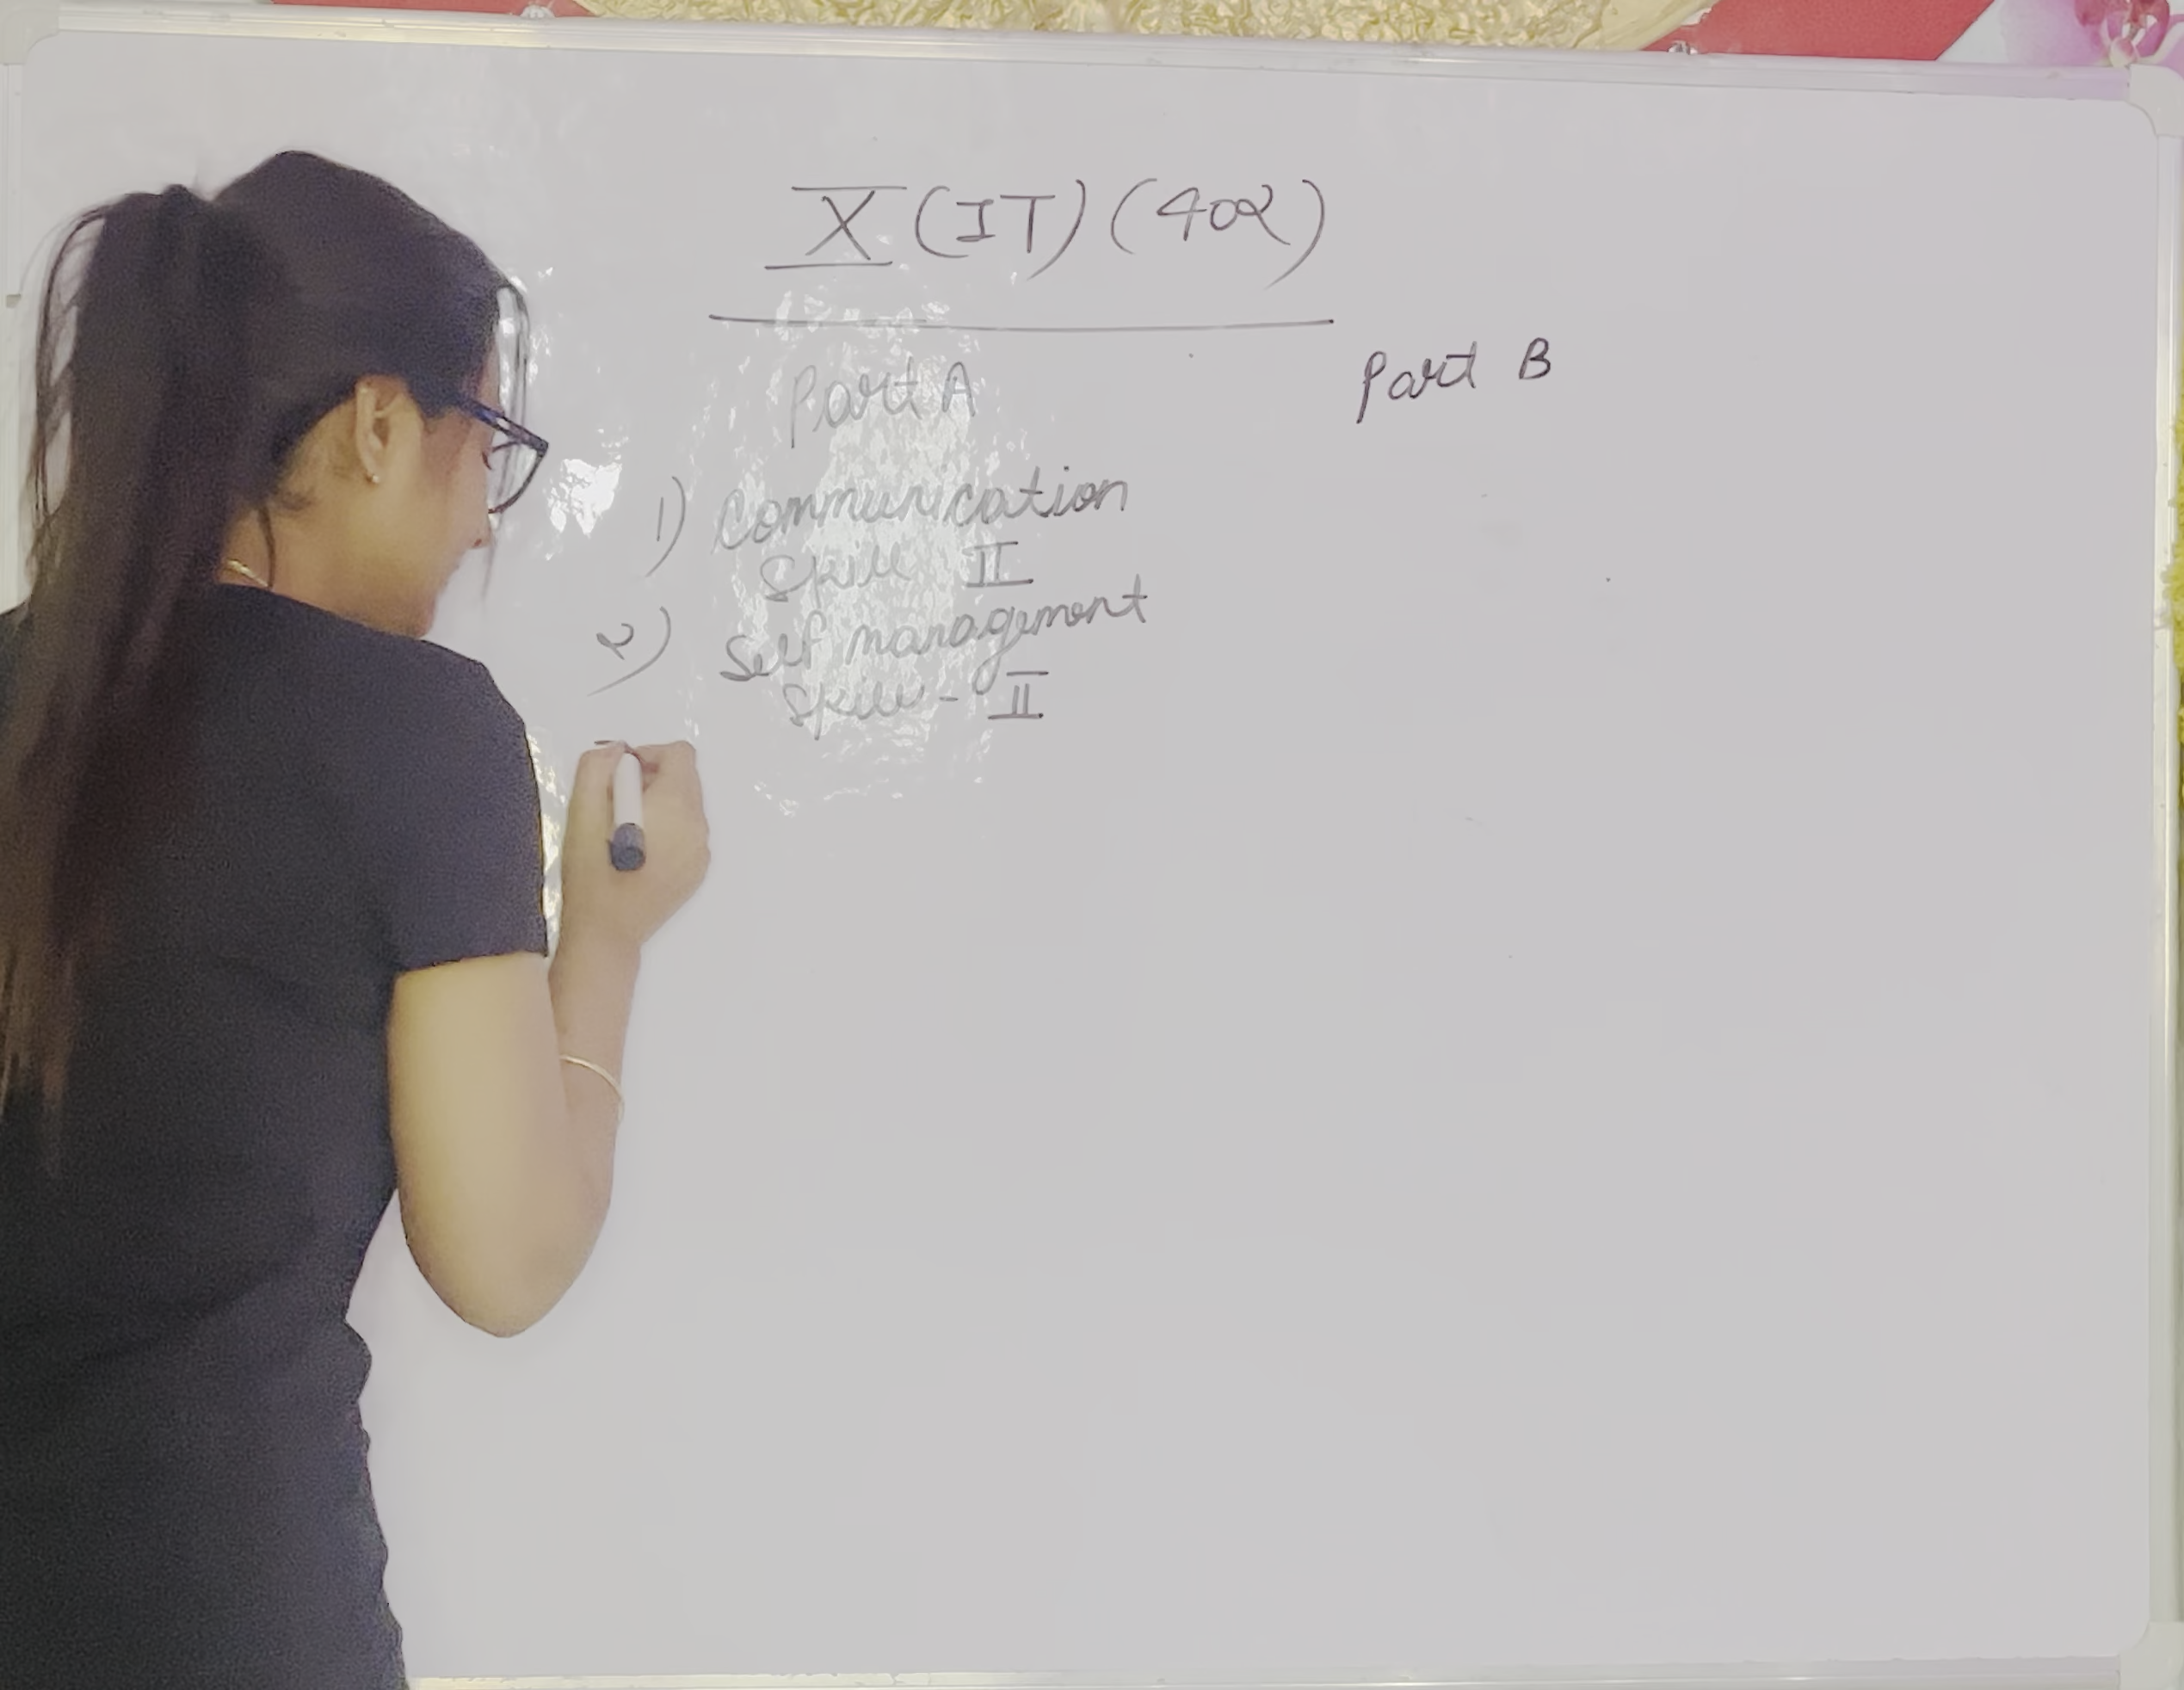 X (IT) (402)
Part A
Part B
1) Communication
Skill II
2) Self management
Skill - II